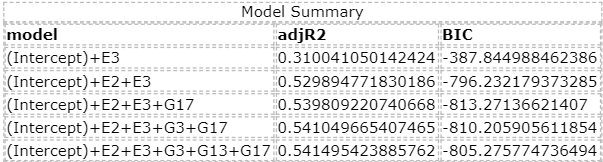 Model Summary
model adjR2 BIC
(Intercept)+E3 0.310041050142424 -387.844988462386
(Intercept)+E2+E3 0.529894771830186 -796.232179373285
(Intercept)+E2+E3+G17 0.539809220740668 -813.27136621407
(Intercept)+E2+E3+G3+G17 0.541049665407465 -810.205905611854
(Intercept)+E2+E3+G3+G13+G17 0.541495423885762 -805.275774736494